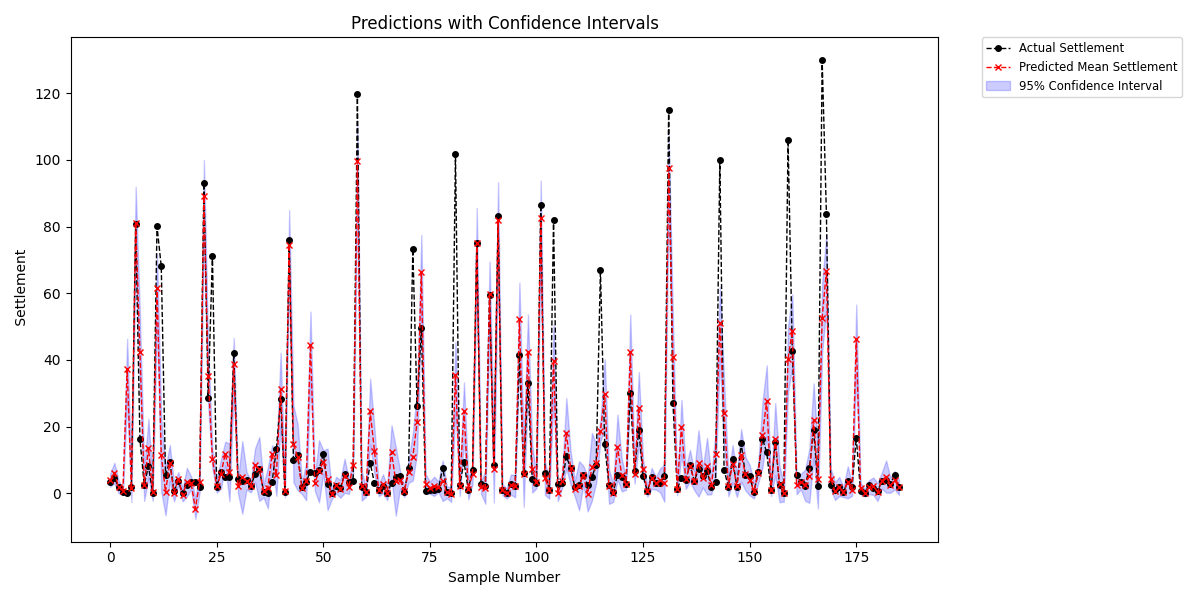 Predictions with Confidence Intervals
Actual Settlement
Predicted Mean Settlement
95% Confidence Interval
120
100
80
60
40
20
0
Settlement
0 25 50 75 100 125 150 175
Sample Number